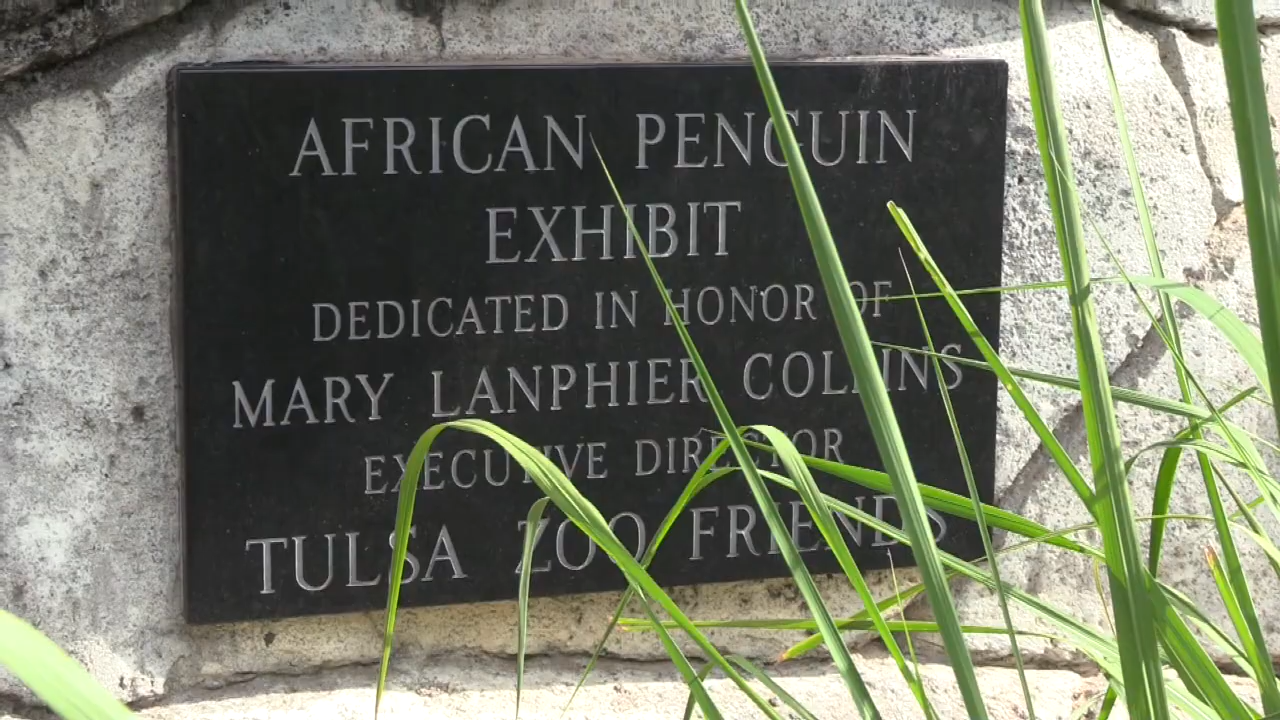 AFRICAN PENGUIN
EXHIBIT
DEDICATED IN HONOR OF
MARY LANPHIER COLLINS
EXECUTIVE DIRECTOR
TULSA ZOO FRIENDS